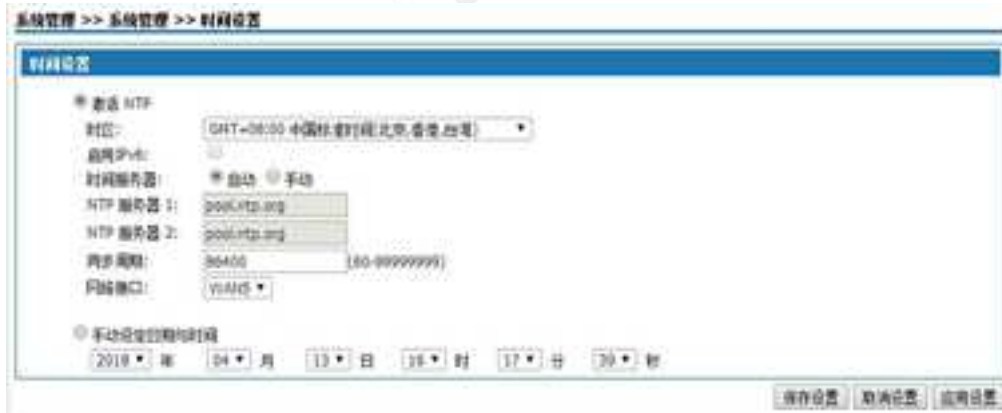 系统管理 >> 系统管理 >> 时间设置
时间设置
激活 NTP
时区: GMT+08:00 中国标准时间(北京,香港,台湾)
启用IPv6:
时间服务器: 自动 手动
NTP 服务器 1: pool.ntp.org
NTP 服务器 2: pool.ntp.org
同步周期: 86400 (60-99999999)
网络接口: WAN5
手动设定日期与时间
2018 年 04 月 13 日 16 时 17 分 39 秒
保存设置 取消设置 应用设置